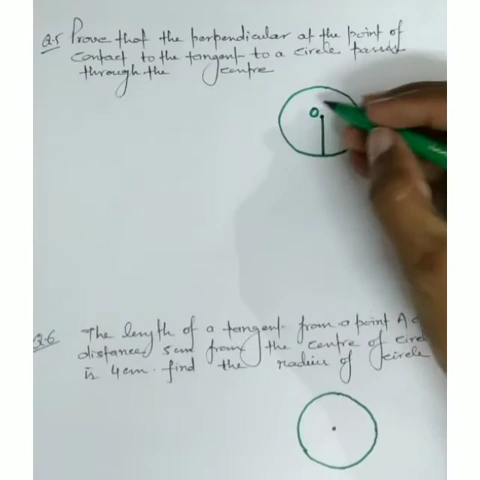 Q.5 Prove that the perpendicular at the point of
contact to the tangent to a circle passes
through the centre
O
Q.6 The length of a tangent from a point A
distance 5cm from the centre of circle
is 4cm. find the radius of circle